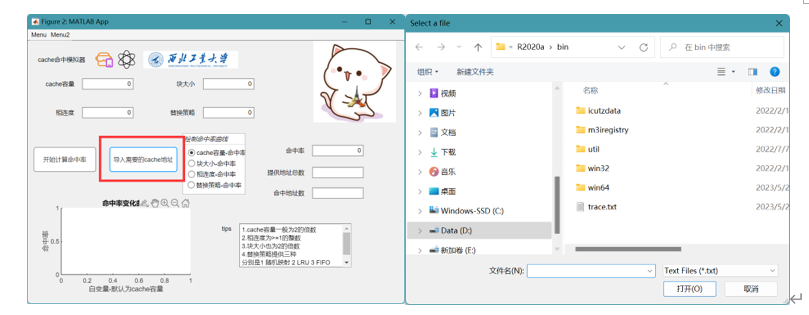 Figure 2: MATLAB App
Menu Menu2
cache命中模拟器
西北工业大学
cache容量 0
块大小 0
相连度 0
替换策略 0
开始计算命中率
导入需要的cache地址
绘制命中率曲线
cache容量-命中率
块大小-命中率
相连度-命中率
替换策略-命中率
命中率 0
提供地址总数
命中地址数
命中率变化
1
命中率
0.5
0
0 0.2 0.4 0.6 0.8 1
自变量-默认为cache容量
tips
1.cache容量一般为2的倍数
2.相连度为>=1的整数
3.块大小也为2的倍数
4.替换策略提供三种
分别是1 随机映射 2 LRU 3 FIFO
Select a file
R2020a › bin
在 bin 中搜索
组织
新建文件夹
视频
图片
文档
下载
音乐
桌面
Windows-SSD (C:)
Data (D:)
新加卷 (E:)
名称
修改日期
icutzdata 2022/2/1
m3iregistry 2022/2/1
util 2022/7/7
win32 2022/2/1
win64 2023/5/2
trace.txt 2023/5/2
文件名(N):
Text Files (*.txt)
打开(O)
取消